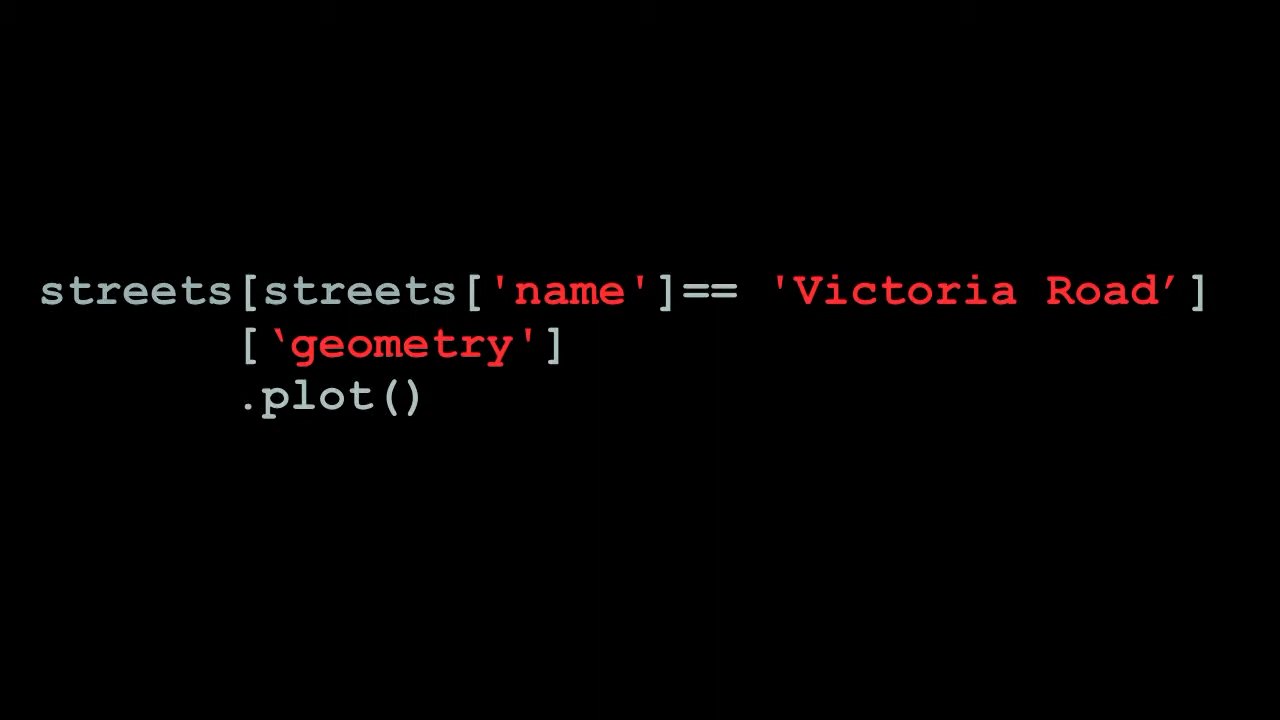 streets[streets['name']== 'Victoria Road’]
[‘geometry']
.plot()